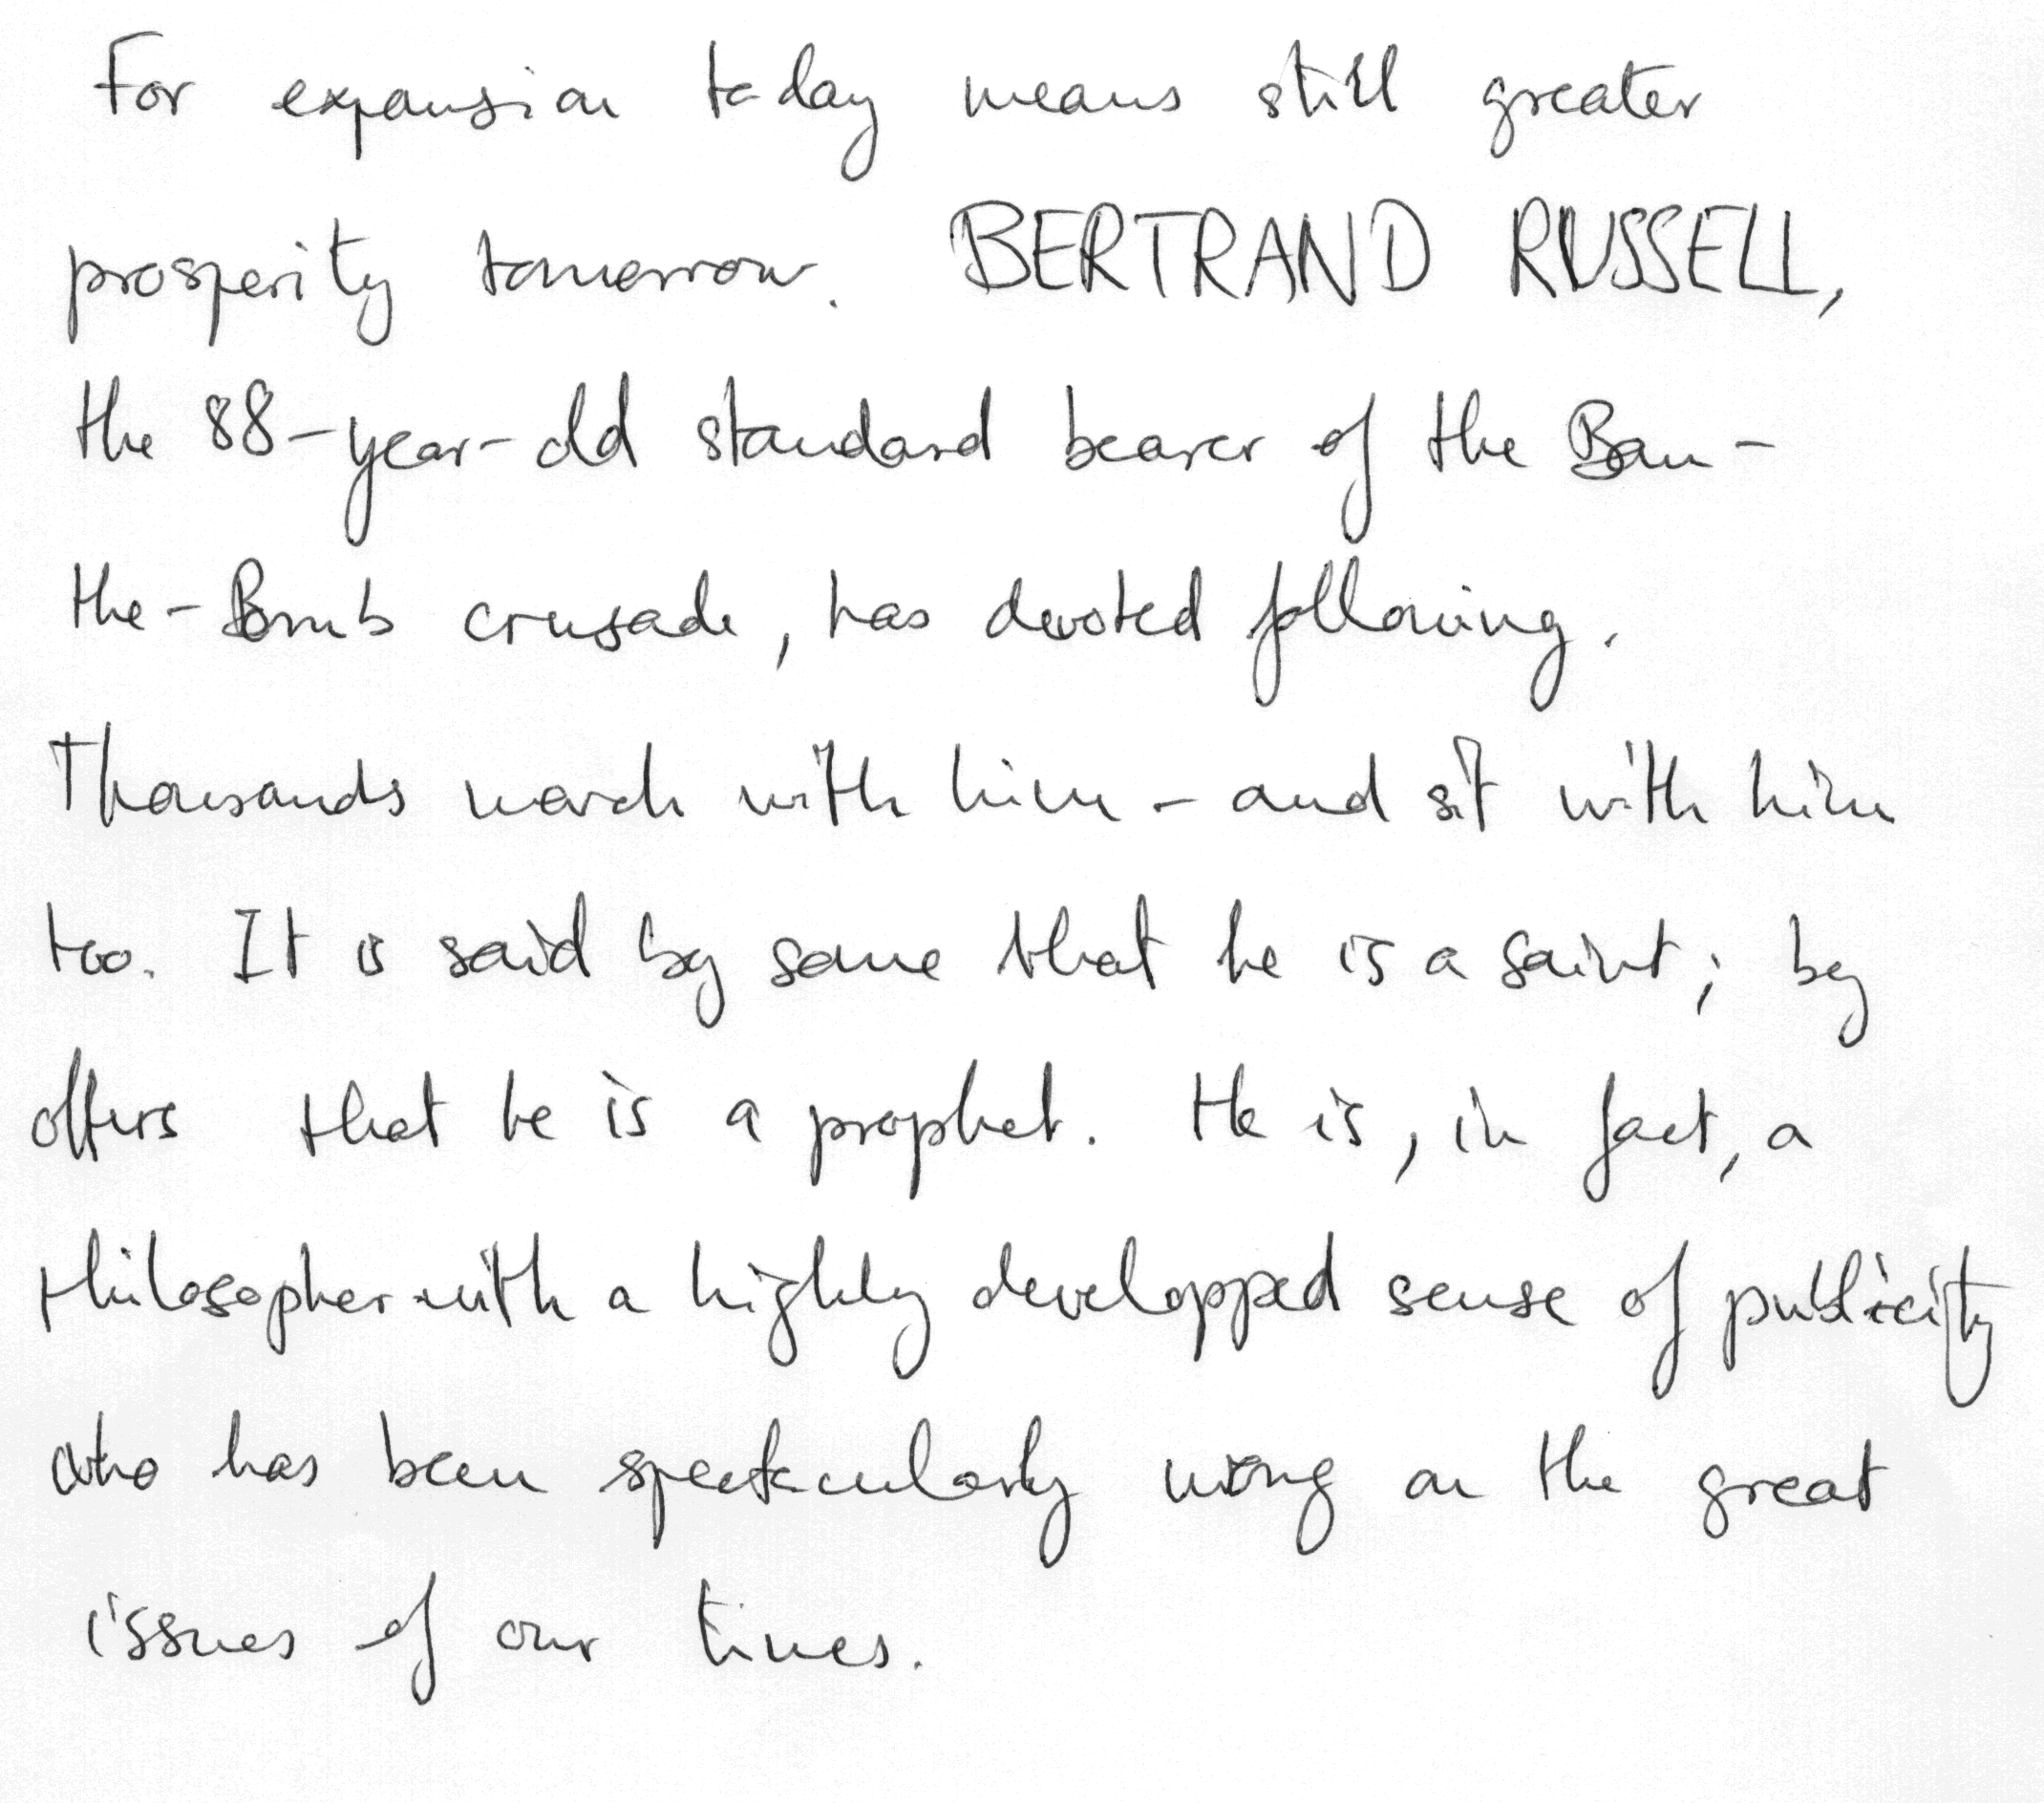 For expansion today means still greater
prosperity tomorrow. BERTRAND RUSSELL,
the 88-year-old standard bearer of the Ban-
the-Bomb crusade, has devoted following.
Thousands march with him - and sit with him
too. It is said by some that he is a saint; by
others that he is a prophet. He is, in fact, a
philosopher with a highly developped sense of publicity
who has been spectacularly wrong on the great
issues of our times.